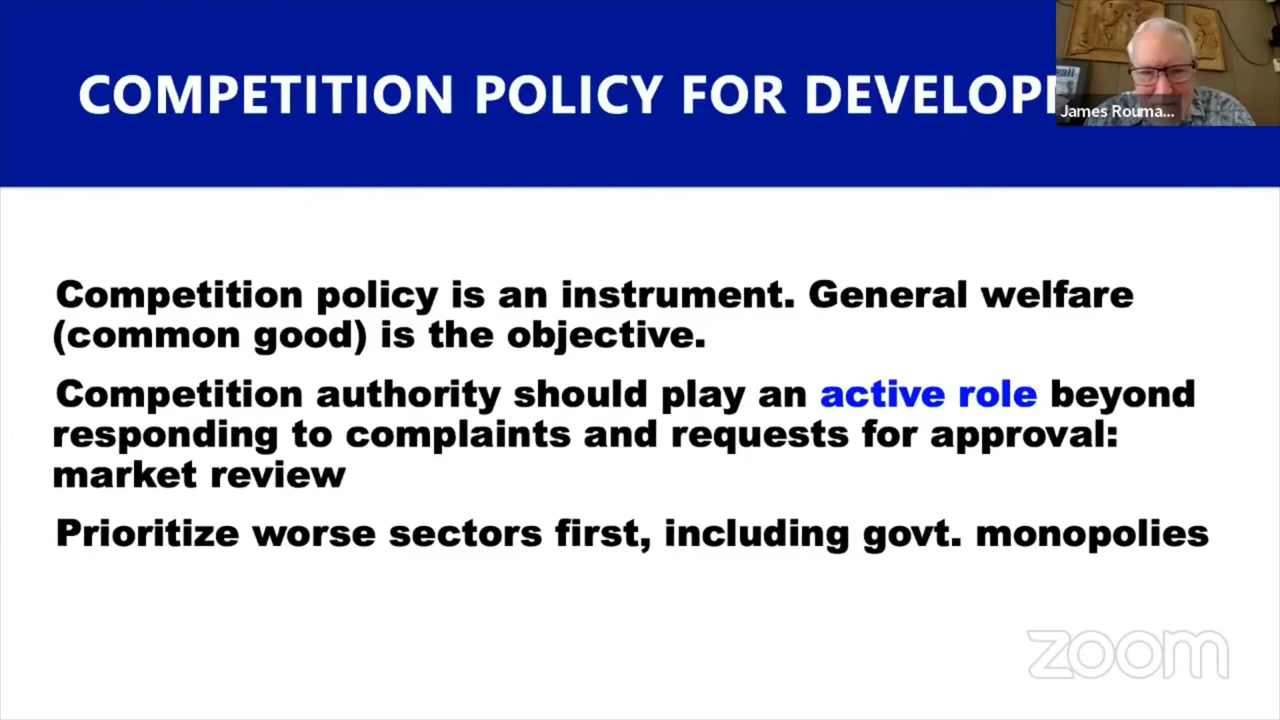 COMPETITION POLICY FOR DEVELOP
James Rouma...
Competition policy is an instrument. General welfare
(common good) is the objective.
Competition authority should play an active role beyond
responding to complaints and requests for approval:
market review
Prioritize worse sectors first, including govt. monopolies
zoom